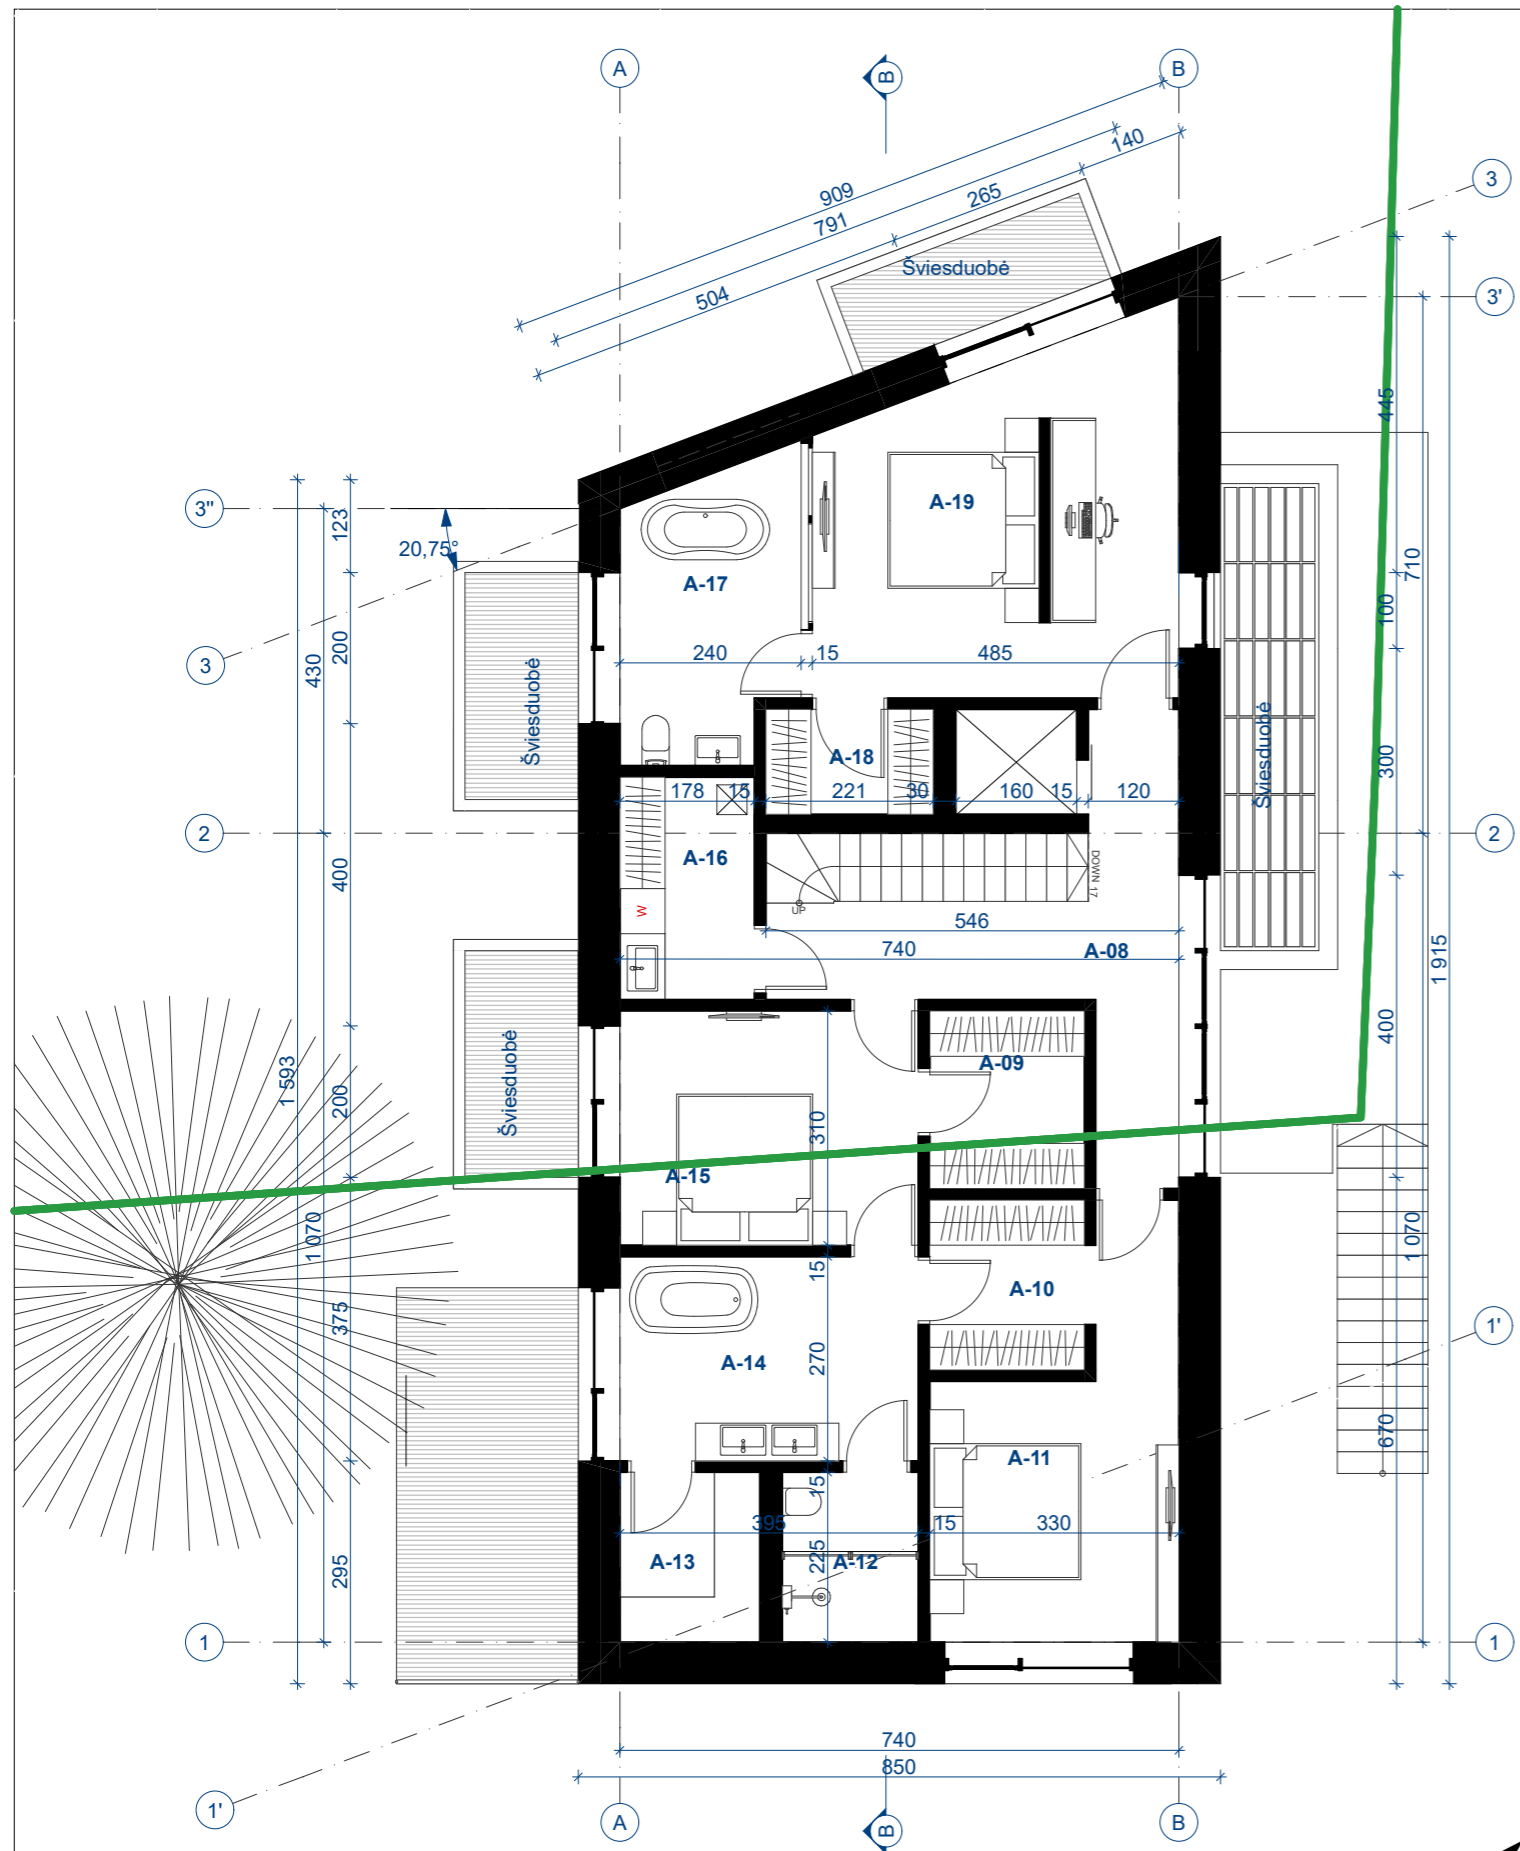 A
B
B
909
791
504
265
140
3
Šviesduobė
3'
445
3''
20,75°
123
A-19
A-17
710
200
430
Šviesduobė
240
15
485
100
3
A-18
300
Šviesduobė
178
15
221
30
160
15
120
2
2
400
A-16
DOWN 17
W
UP
546
740
A-08
1 915
400
1 593
200
Šviesduobė
A-09
310
A-15
1 070
15
A-10
1 070
375
1'
A-14
270
A-11
670
15
395
15
330
295
A-13
225
A-12
1
1
740
850
1'
A
B
B